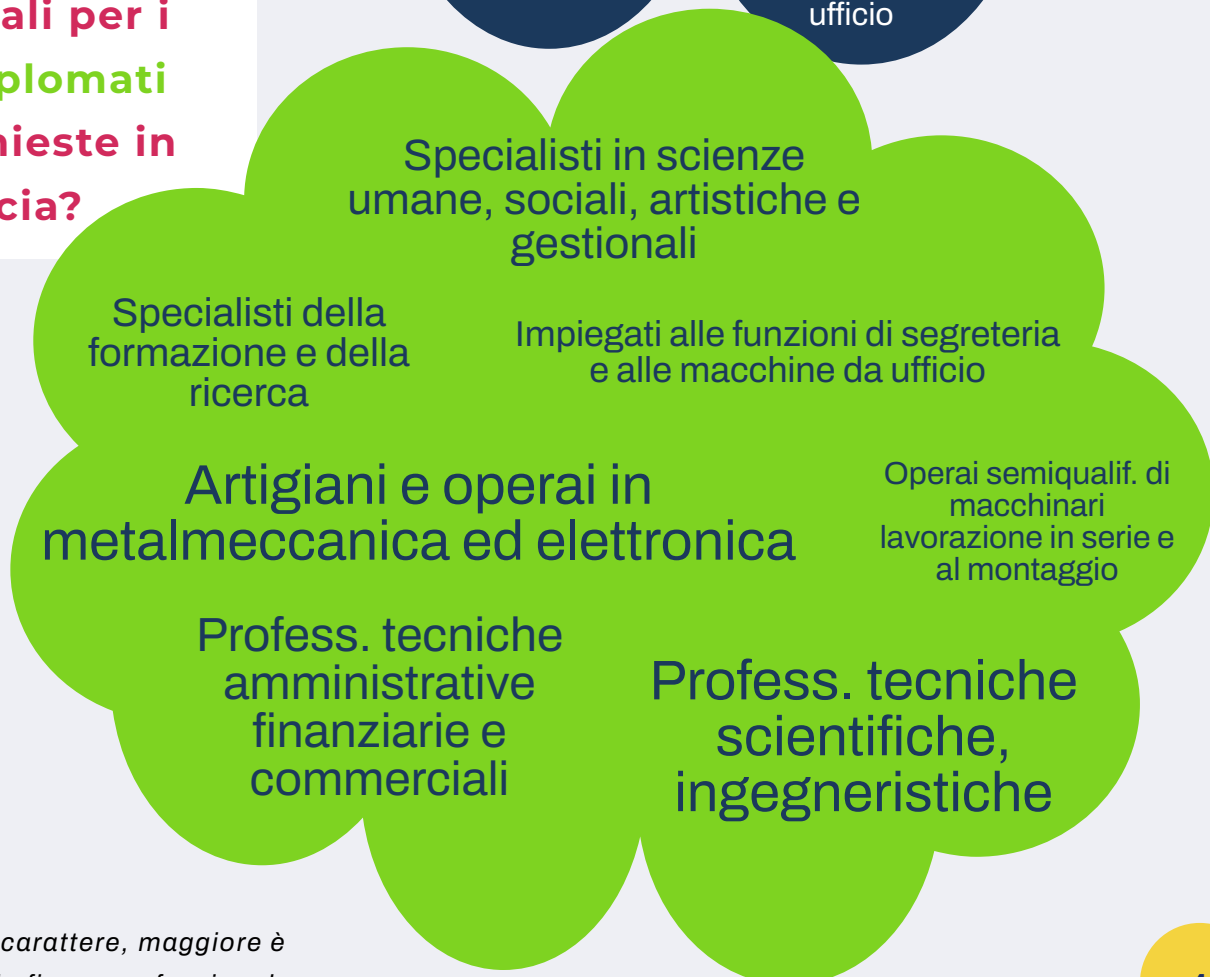 ali per i
plomati
ieste in
cia?
ufficio
Specialisti in scienze
umane, sociali, artistiche e
gestionali
Specialisti della
formazione e della
ricerca
Impiegati alle funzioni di segreteria
e alle macchine da ufficio
Artigiani e operai in
metalmeccanica ed elettronica
Operai semiqualif. di
macchinari
lavorazione in serie e
al montaggio
Profess. tecniche
amministrative
finanziarie e
commerciali
Profess. tecniche
scientifiche,
ingegneristiche
carattere, maggiore è